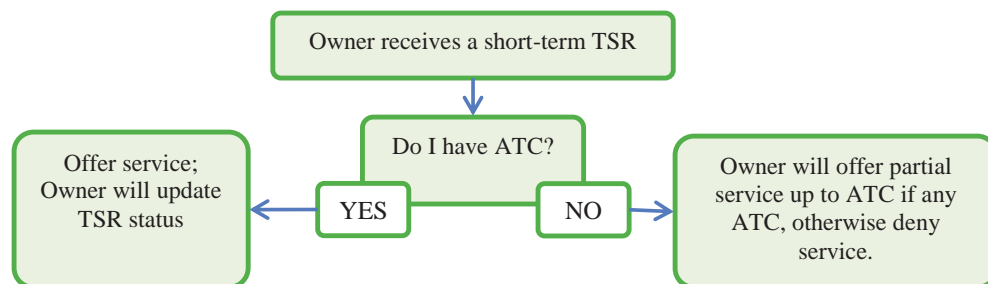 Owner receives a short-term TSR
Do I have ATC?
Offer service;
Owner will update
TSR status
YES
NO
Owner will offer partial
service up to ATC if any
ATC, otherwise deny
service.